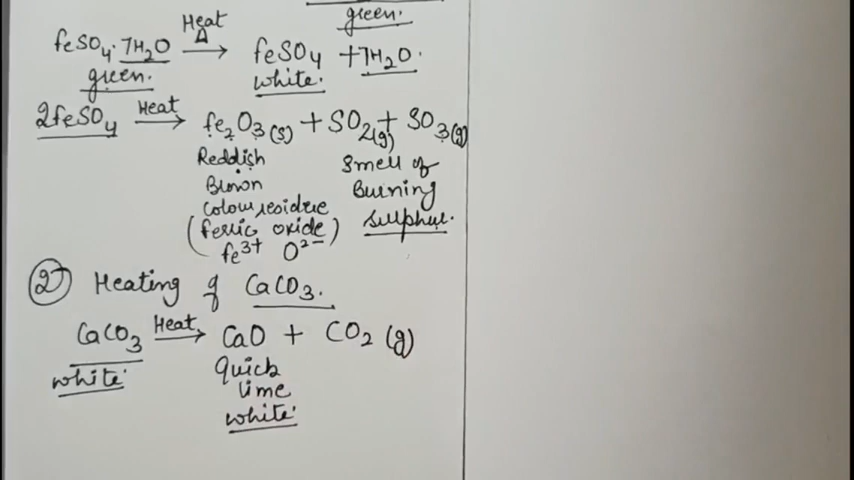 green.
FeSO₄·7H₂O Heat Δ → FeSO₄ + 7H₂O.
green. white.
2FeSO₄ Heat → Fe₂O₃(s) + SO₂(g) + SO₃(g)
Reddish Smell of
Brown Burning
colour residue sulphur.
(ferric oxide)
Fe³⁺ O²⁻
② Heating of CaCO₃.
CaCO₃ Heat → CaO + CO₂ (g)
white quick
lime
white